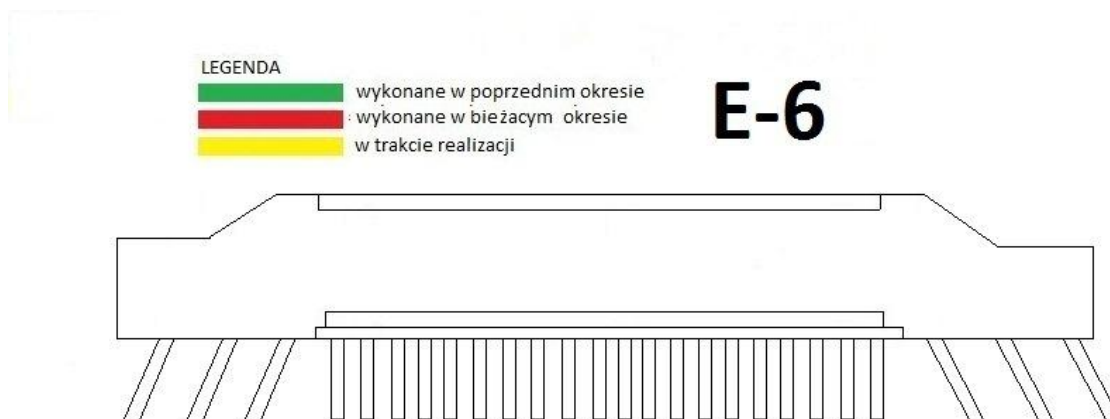 LEGENDA
wykonane w poprzednim okresie
wykonane w bieżacym okresie
w trakcie realizacji
E-6